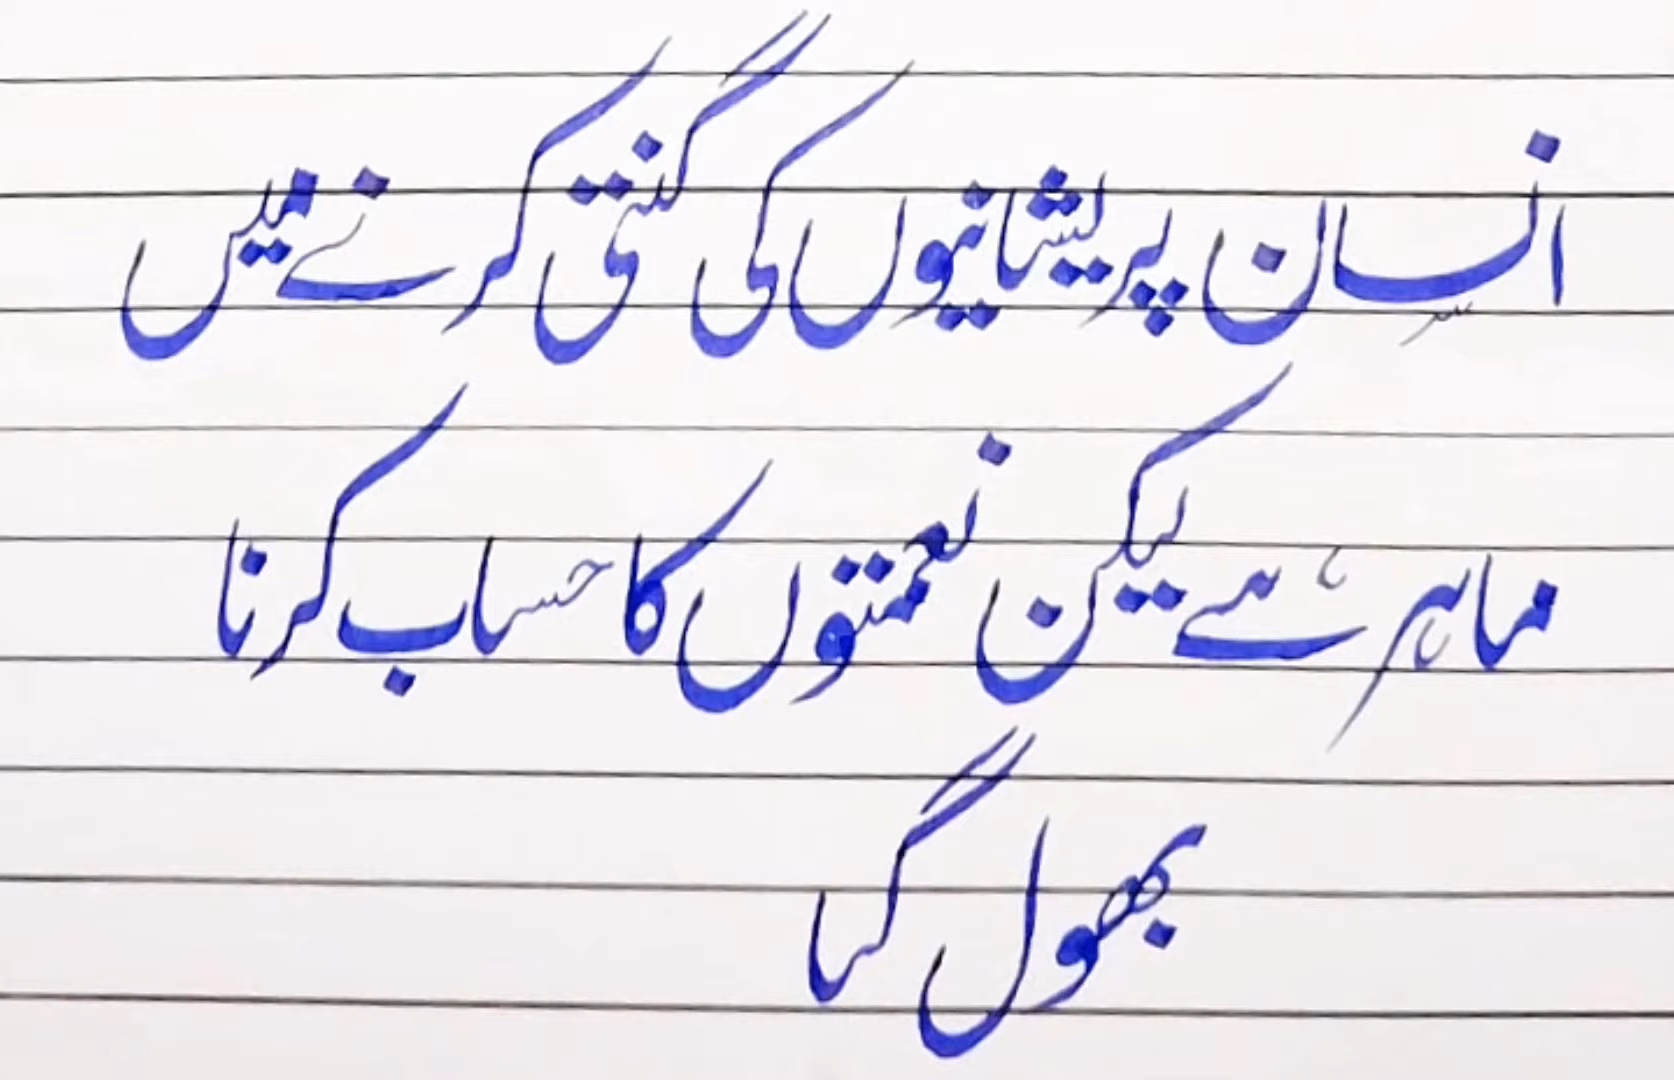 انسان پریشانیوں کی گنتی کرنے میں
ماہر ہے لیکن نعمتوں کا حساب کرنا
بھول گیا